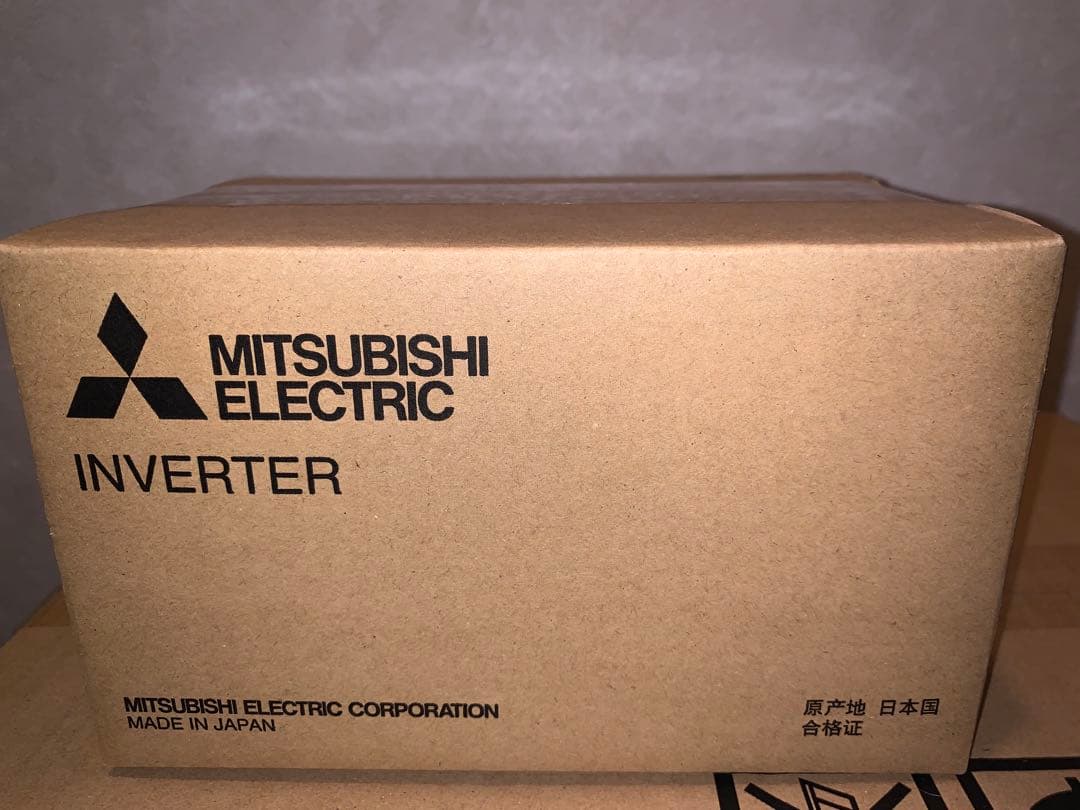 MITSUBISHI
ELECTRIC
INVERTER
MITSUBISHI ELECTRIC CORPORATION
MADE IN JAPAN
原产地 日本国
合格证